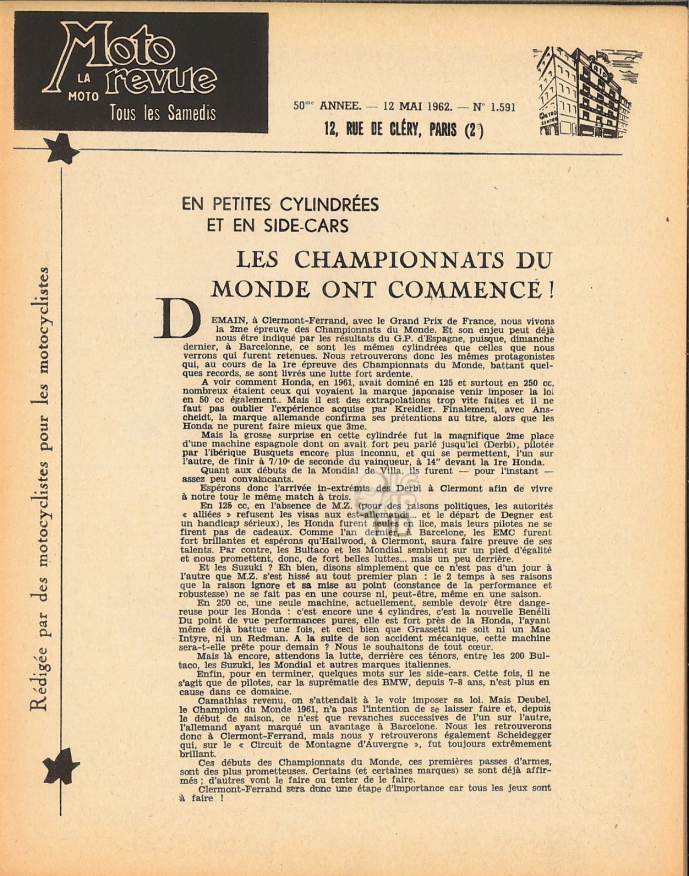 Moto
LA
MOTO
revue
Tous les Samedis
50me ANNEE. — 12 MAI 1962. — N° 1.591
12, RUE DE CLÉRY, PARIS (2e)
Rédigée par des motocyclistes pour les motocyclistes
EN PETITES CYLINDRÉES
ET EN SIDE-CARS
LES CHAMPIONNATS DU
MONDE ONT COMMENCÉ !
DEMAIN, à Clermont-Ferrand, avec le Grand Prix de France, nous vivons
la 2me épreuve des Championnats du Monde. Et son enjeu peut déjà
nous être indiqué par les résultats du G.P. d'Espagne, puisque, dimanche
dernier, à Barcelonne, ce sont les mêmes cylindrées que celles que nous
verrons qui furent retenues. Nous retrouverons donc les mêmes protagonistes
qui, au cours de la 1re épreuve des Championnats du Monde, battant quel-
ques records, se sont livrés une lutte fort ardente.
A voir comment Honda, en 1961, avait dominé en 125 et surtout en 250 cc,
nombreux étaient ceux qui voyaient la marque japonaise venir imposer la loi
en 50 cc également.. Mais il est des extrapolations trop vite faites et il ne
faut pas oublier l'expérience acquise par Kreidler. Finalement, avec Ans-
cheidt, la marque allemande confirma ses prétentions au titre, alors que les
Honda ne purent faire mieux que 3me.
Mais la grosse surprise en cette cylindrée fut la magnifique 2me place
d'une machine espagnole dont on avait fort peu parlé jusqu'ici (Derbi), pilotée
par l'ibérique Busquets encore plus inconnu, et qui se permettent, l'un sur
l'autre, de finir à 7/10e de seconde du vainqueur, à 14" devant la 1re Honda.
Quant aux débuts de la Mondial de Villa, ils furent — pour l'instant —
assez peu convaincants.
Espérons donc l'arrivée in-extrémis des Derbi à Clermont afin de vivre
à notre tour le même match à trois.
En 125 cc, en l'absence de M.Z. (pour des raisons politiques, les autorités
« alliées » refusent les visas aux est-allemands... et le départ de Degner est
un handicap sérieux), les Honda furent seules en lice, mais leurs pilotes ne se
firent pas de cadeaux. Comme l'an dernier à Barcelone, les EMC furent
fort brillantes et espérons qu'Hailwood, à Clermont, saura faire preuve de ses
talents. Par contre, les Bultaco et les Mondial semblent sur un pied d'égalité
et nous promettent, donc, de fort belles luttes... mais un peu derrière.
Et les Suzuki ? Eh bien, disons simplement que ce n'est pas d'un jour à
l'autre que M.Z. s'est hissé au tout premier plan : le 2 temps à ses raisons
que la raison ignore et sa mise au point (constance de la performance et
robustesse) ne se fait pas en une course ni, peut-être, même en une saison.
En 250 cc, une seule machine, actuellement, semble devoir être dange-
reuse pour les Honda : c'est encore une 4 cylindres, c'est la nouvelle Benelli
Du point de vue performances pures, elle est fort près de la Honda, l'ayant
même déjà battue une fois, et ceci bien que Grassetti ne soit ni un Mac
Intyre, ni un Redman. A la suite de son accident mécanique, cette machine
sera-t-elle prête pour demain ? Nous le souhaitons de tout cœur.
Mais là encore, attendons la lutte, derrière ces ténors, entre les 200 Bul-
taco, les Suzuki, les Mondial et autres marques italiennes.
Enfin, pour en terminer, quelques mots sur les side-cars. Cette fois, il ne
s'agit que de pilotes, car la suprématie des BMW, depuis 7-8 ans, n'est plus en
cause dans ce domaine.
Camathias revenu, on s'attendait à le voir imposer sa loi. Mais Deubel,
le Champion du Monde 1961, n'a pas l'intention de se laisser faire et, depuis
le début de saison, ce n'est que revanches successives de l'un sur l'autre,
l'allemand ayant marqué un avantage à Barcelone. Nous les retrouverons
donc à Clermont-Ferrand, mais nous y retrouverons également Scheidegger
qui, sur le « Circuit de Montagne d'Auvergne », fut toujours extrêmement
brillant.
Ces débuts des Championnats du Monde, ces premières passes d'armes,
sont des plus prometteuses. Certains (et certaines marques) se sont déjà affir-
més ; d'autres vont le faire ou tenter de le faire.
Clermont-Ferrand sera donc une étape d'importance car tous les jeux sont
à faire !